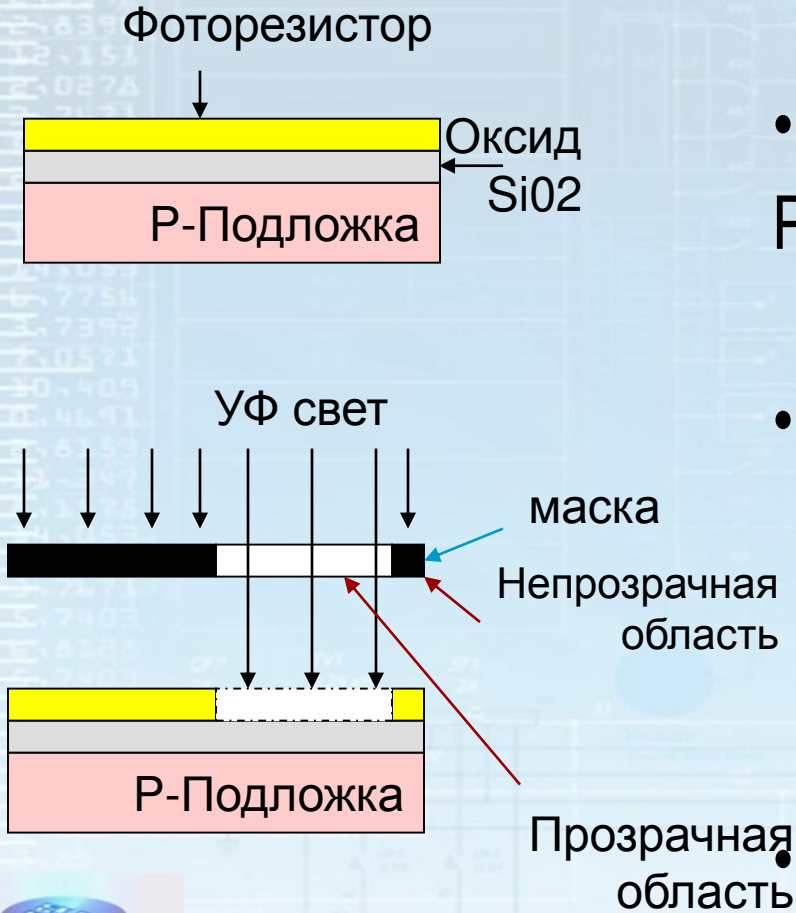 Фоторезистор
Оксид
Si02
Р-Подложка
•
Р
УФ свет
•
маска
Непрозрачная
область
Р-Подложка
Прозрачная
•
область